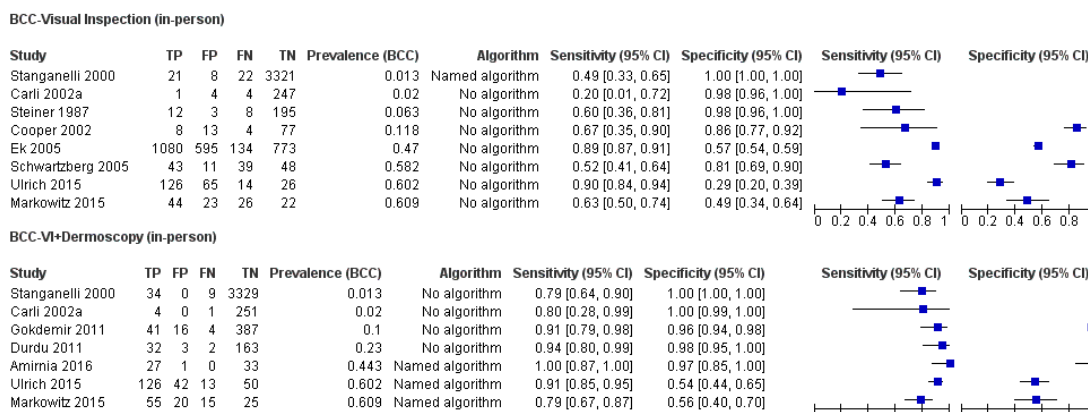 BCC-Visual Inspection (in-person)
Study TP FP FN TN Prevalence (BCC) Algorithm Sensitivity (95% CI) Specificity (95% CI) Sensitivity (95% CI) Specificity (95% CI)
Stanganelli 2000 21 8 22 3321 0.013 Named algorithm 0.49 [0.33, 0.65] 1.00 [1.00, 1.00]
Carli 2002a 1 4 4 247 0.02 No algorithm 0.20 [0.01, 0.72] 0.98 [0.96, 1.00]
Steiner 1987 12 3 8 195 0.063 No algorithm 0.60 [0.36, 0.81] 0.98 [0.96, 1.00]
Cooper 2002 8 13 4 77 0.118 No algorithm 0.67 [0.35, 0.90] 0.86 [0.77, 0.92]
Ek 2005 1080 595 134 773 0.47 No algorithm 0.89 [0.87, 0.91] 0.57 [0.54, 0.59]
Schwartzberg 2005 43 11 39 48 0.582 No algorithm 0.52 [0.41, 0.64] 0.81 [0.69, 0.90]
Ulrich 2015 126 65 14 26 0.602 No algorithm 0.90 [0.84, 0.94] 0.29 [0.20, 0.39]
Markowitz 2015 44 23 26 22 0.609 No algorithm 0.63 [0.50, 0.74] 0.49 [0.34, 0.64]
0 0.2 0.4 0.6 0.8 1 0 0.2 0.4 0.6 0.8
BCC-VI+Dermoscopy (in-person)
Study TP FP FN TN Prevalence (BCC) Algorithm Sensitivity (95% CI) Specificity (95% CI) Sensitivity (95% CI) Specificity (95% CI)
Stanganelli 2000 34 0 9 3329 0.013 No algorithm 0.79 [0.64, 0.90] 1.00 [1.00, 1.00]
Carli 2002a 4 0 1 251 0.02 No algorithm 0.80 [0.28, 0.99] 1.00 [0.99, 1.00]
Gokdemir 2011 41 16 4 387 0.1 No algorithm 0.91 [0.79, 0.98] 0.96 [0.94, 0.98]
Durdu 2011 32 3 2 163 0.23 No algorithm 0.94 [0.80, 0.99] 0.98 [0.95, 1.00]
Amirnia 2016 27 1 0 33 0.443 Named algorithm 1.00 [0.87, 1.00] 0.97 [0.85, 1.00]
Ulrich 2015 126 42 13 50 0.602 Named algorithm 0.91 [0.85, 0.95] 0.54 [0.44, 0.65]
Markowitz 2015 55 20 15 25 0.609 Named algorithm 0.79 [0.67, 0.87] 0.56 [0.40, 0.70]